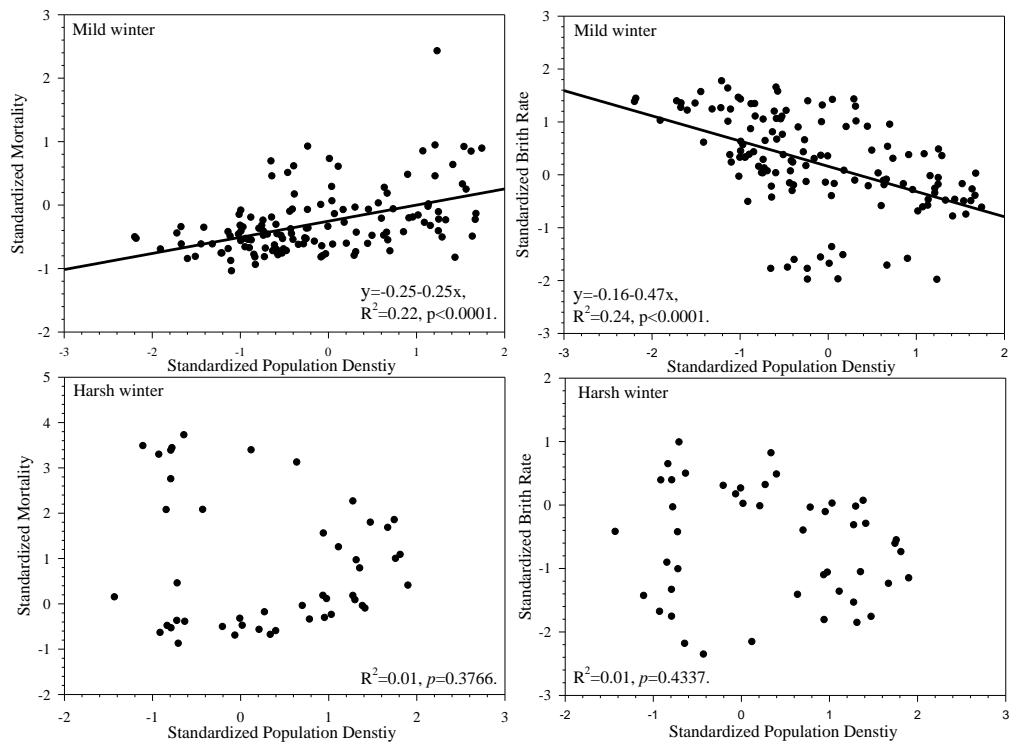 Mild winter
3
2
1
0
-1
-2
-3
-2
-1
0
1
2
Standardized Mortality
Standardized Population Denstiy
y=-0.25-0.25x,
R²=0.22, p<0.0001.
Mild winter
3
2
1
0
-1
-2
-3
-3
-2
-1
0
1
2
Standardized Brith Rate
Standardized Population Denstiy
y=-0.16-0.47x,
R²=0.24, p<0.0001.
Harsh winter
5
4
3
2
1
0
-1
-2
-2
-1
0
1
2
3
Standardized Mortality
Standardized Population Denstiy
R²=0.01, p=0.3766.
Harsh winter
2
1
0
-1
-2
-3
-2
-1
0
1
2
3
Standardized Brith Rate
Standardized Population Denstiy
R²=0.01, p=0.4337.